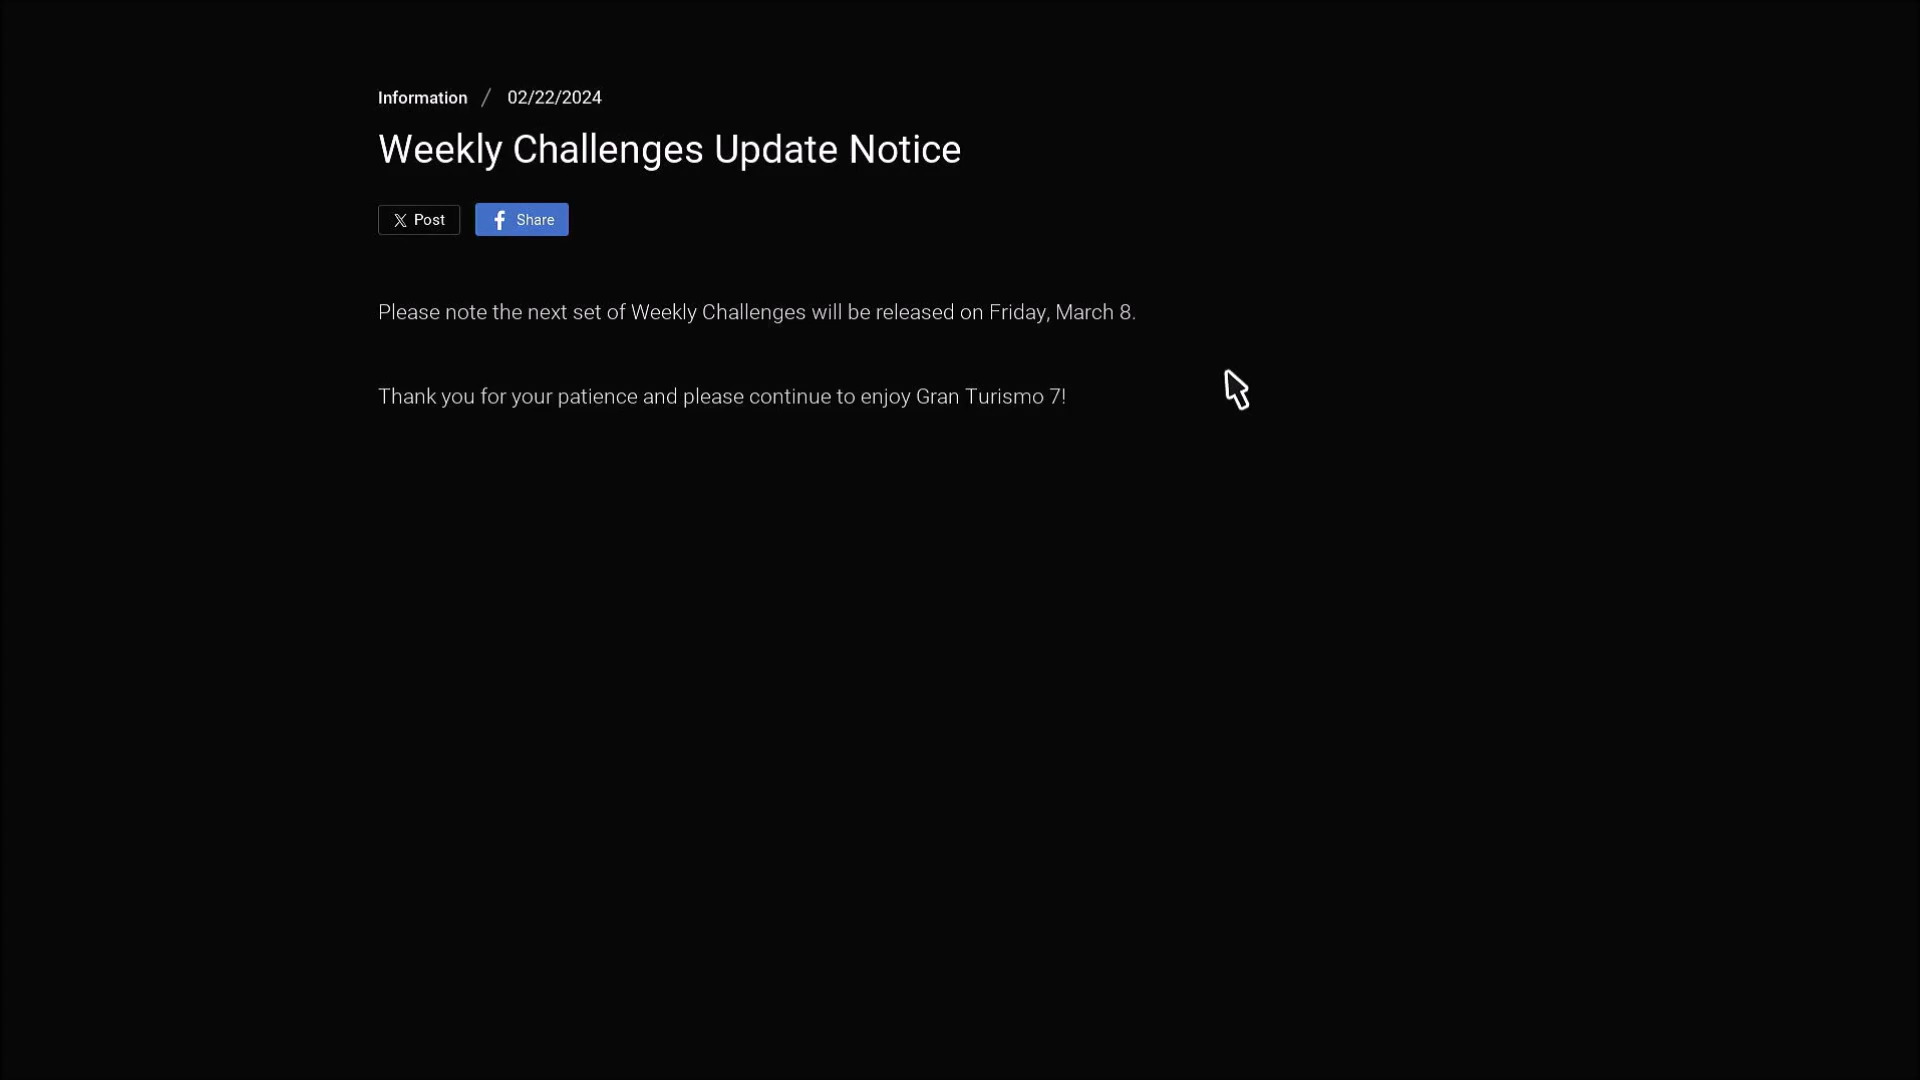 Information / 02/22/2024
Weekly Challenges Update Notice
X Post f Share
Please note the next set of Weekly Challenges will be released on Friday, March 8.
Thank you for your patience and please continue to enjoy Gran Turismo 7!